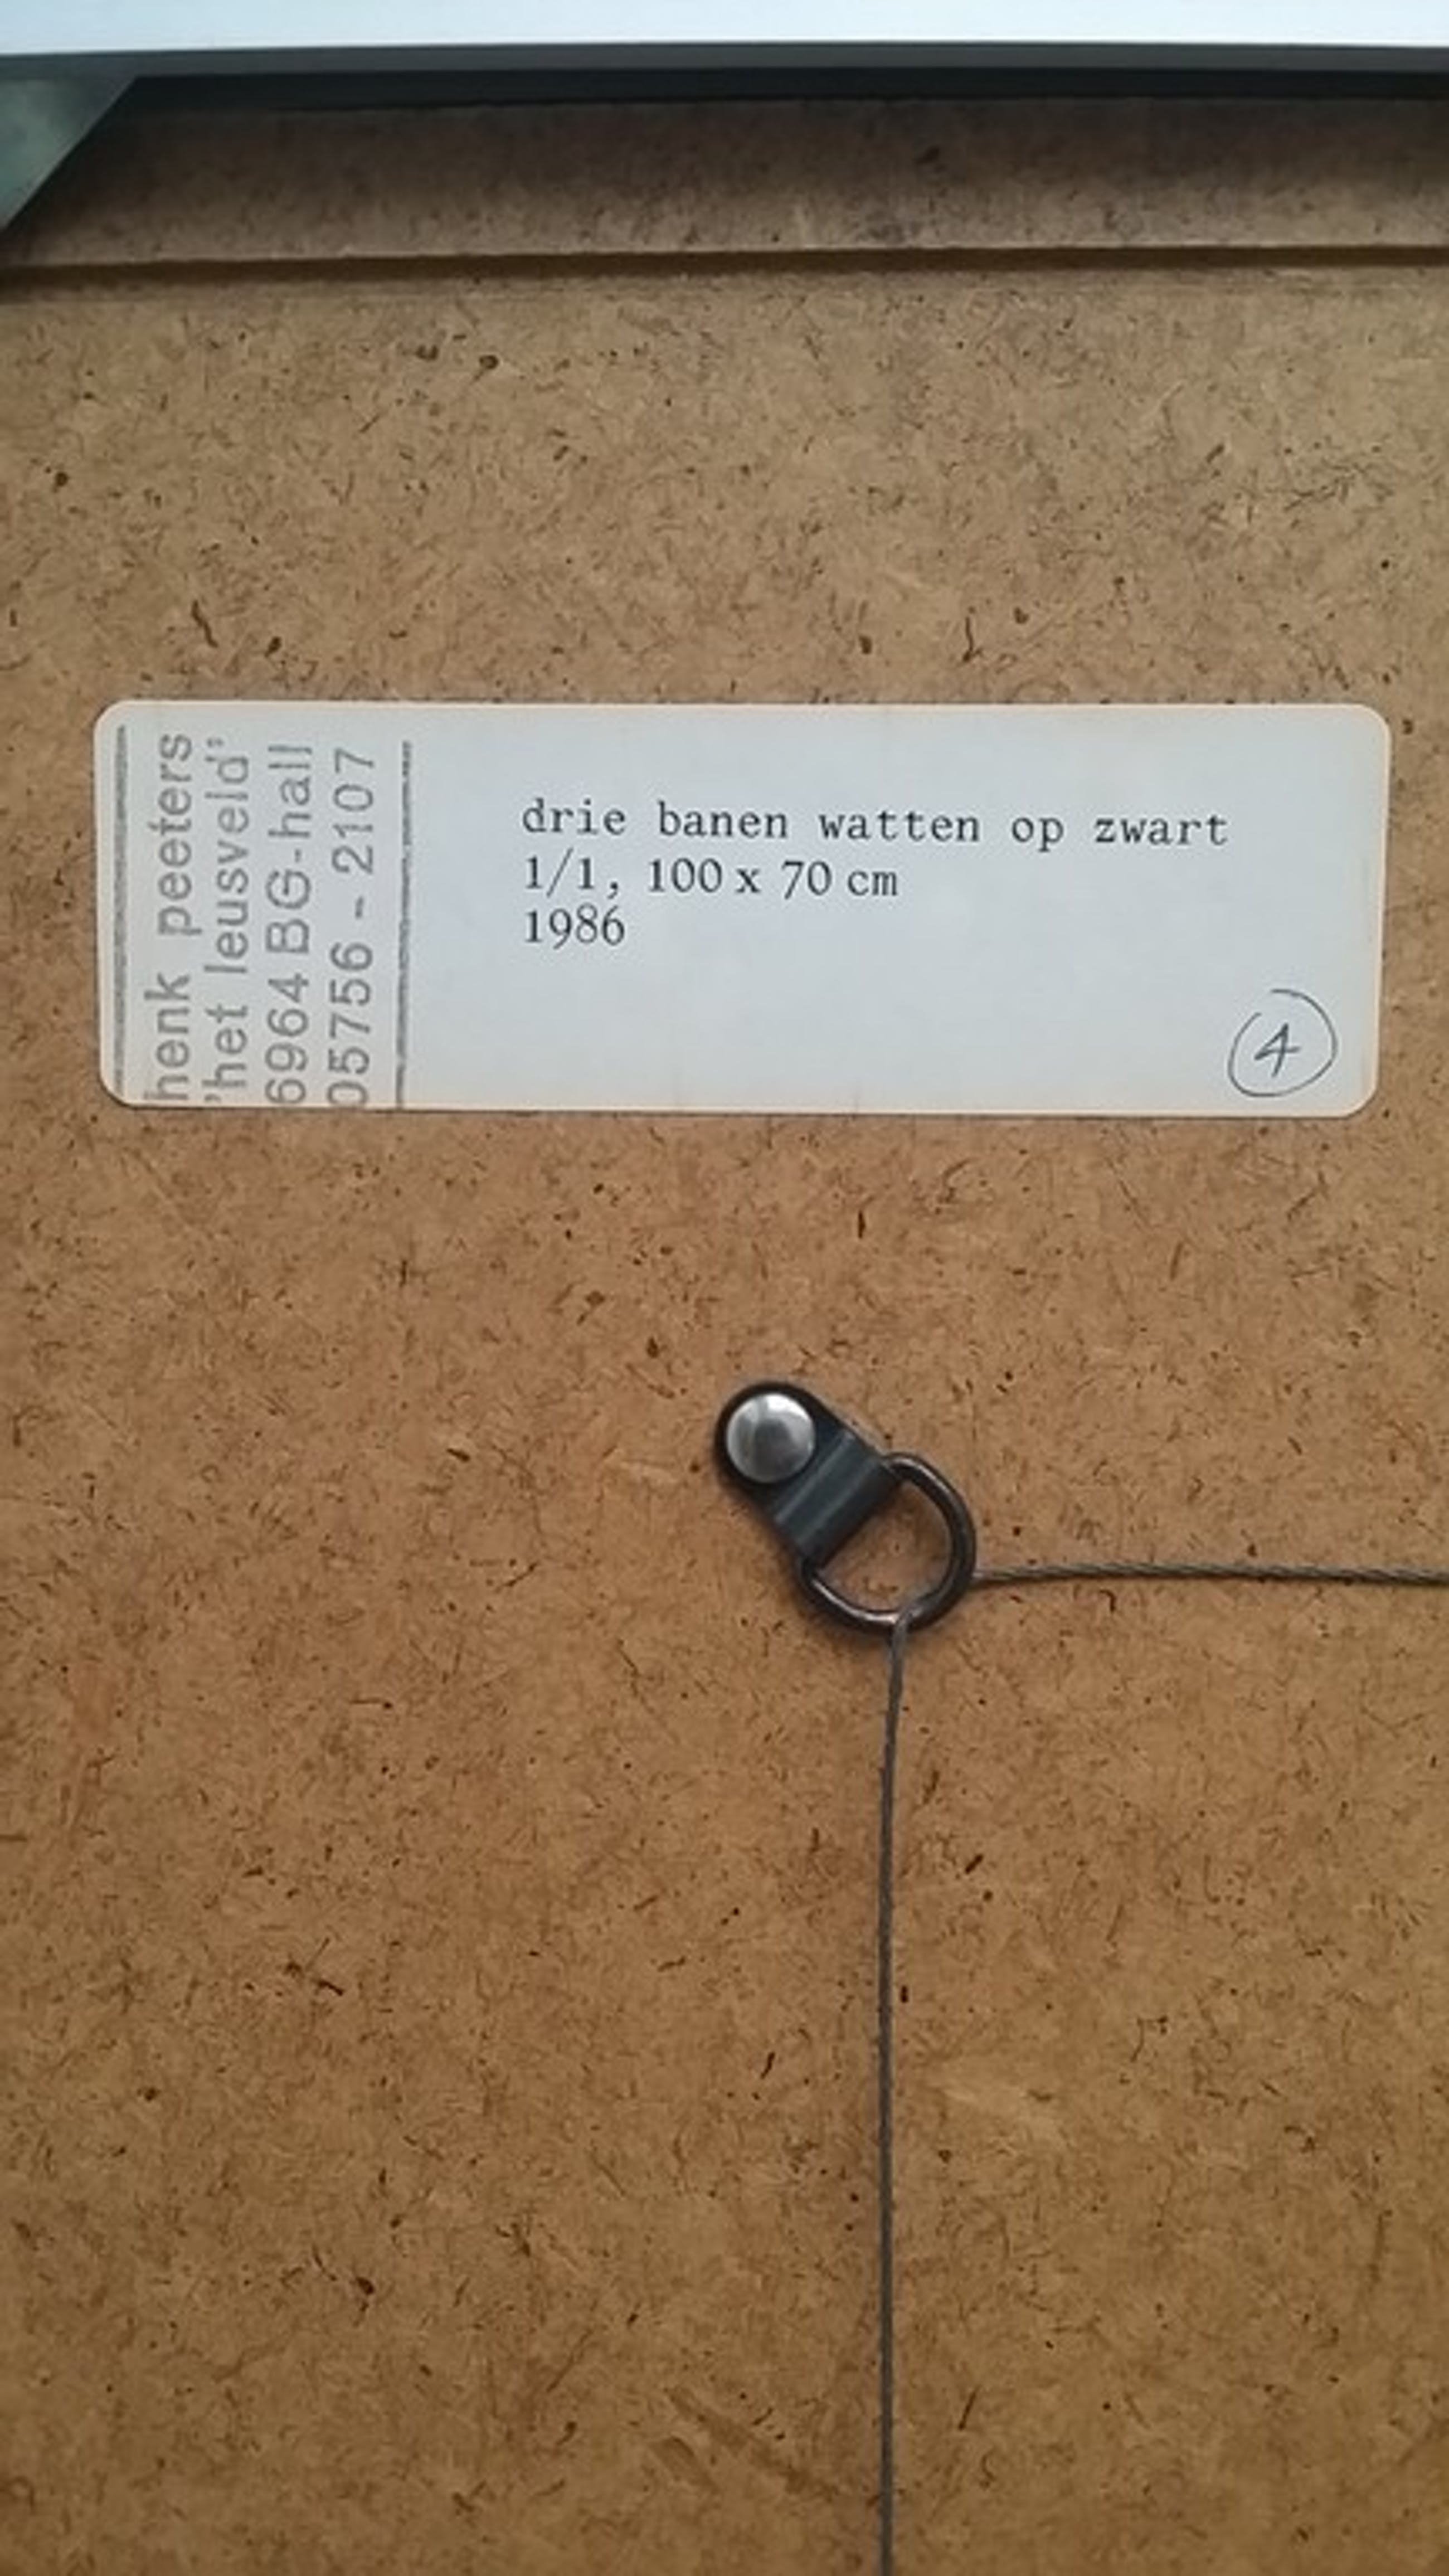 henk peeters
'het leusveld'
6964 BG-hall
05756 - 2107
drie banen watten op zwart
1/1, 100 x 70 cm
1986
4